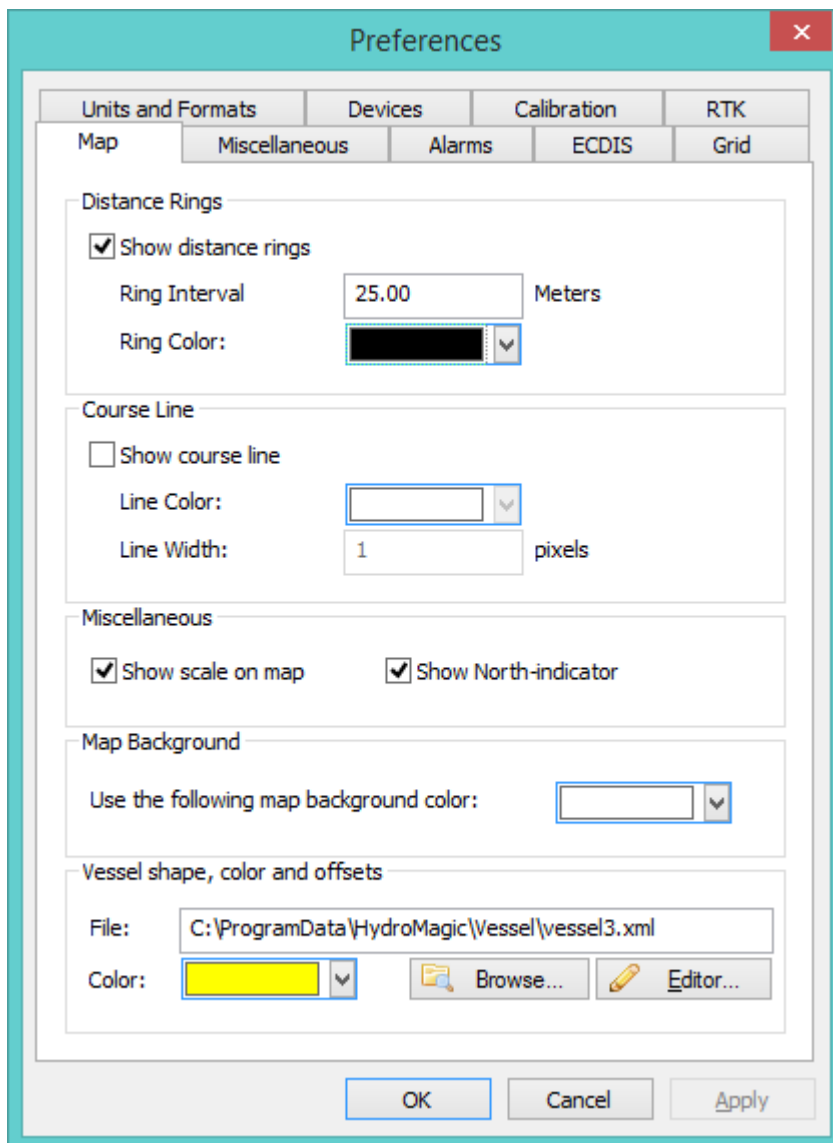 Preferences
Units and Formats Devices Calibration RTK
Map Miscellaneous Alarms ECDIS Grid
Distance Rings
Show distance rings
Ring Interval 25.00 Meters
Ring Color:
Course Line
Show course line
Line Color:
Line Width: 1 pixels
Miscellaneous
Show scale on map Show North-indicator
Map Background
Use the following map background color:
Vessel shape, color and offsets
File: C:\ProgramData\HydroMagic\Vessel\vessel3.xml
Color: Browse... Editor...
OK Cancel Apply